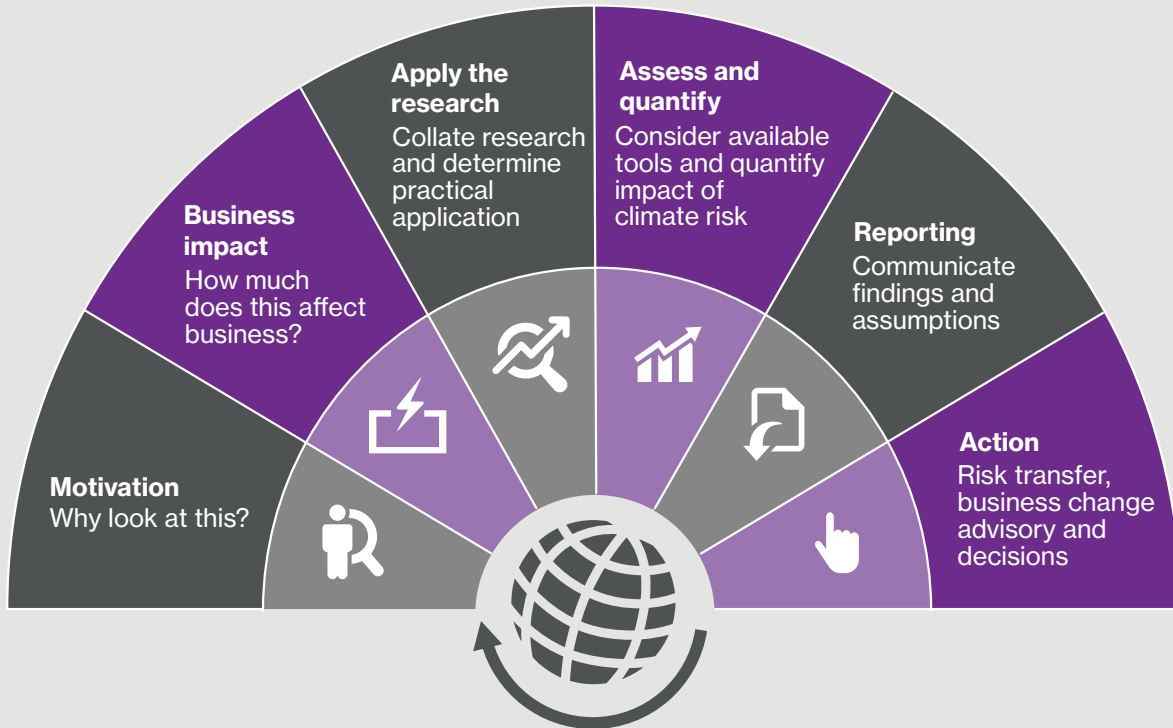 Motivation
Why look at this?
Business
impact
How much
does this affect
business?
Apply the
research
Collate research
and determine
practical
application
Assess and
quantify
Consider available
tools and quantify
impact of
climate risk
Reporting
Communicate
findings and
assumptions
Action
Risk transfer,
business change
advisory and
decisions